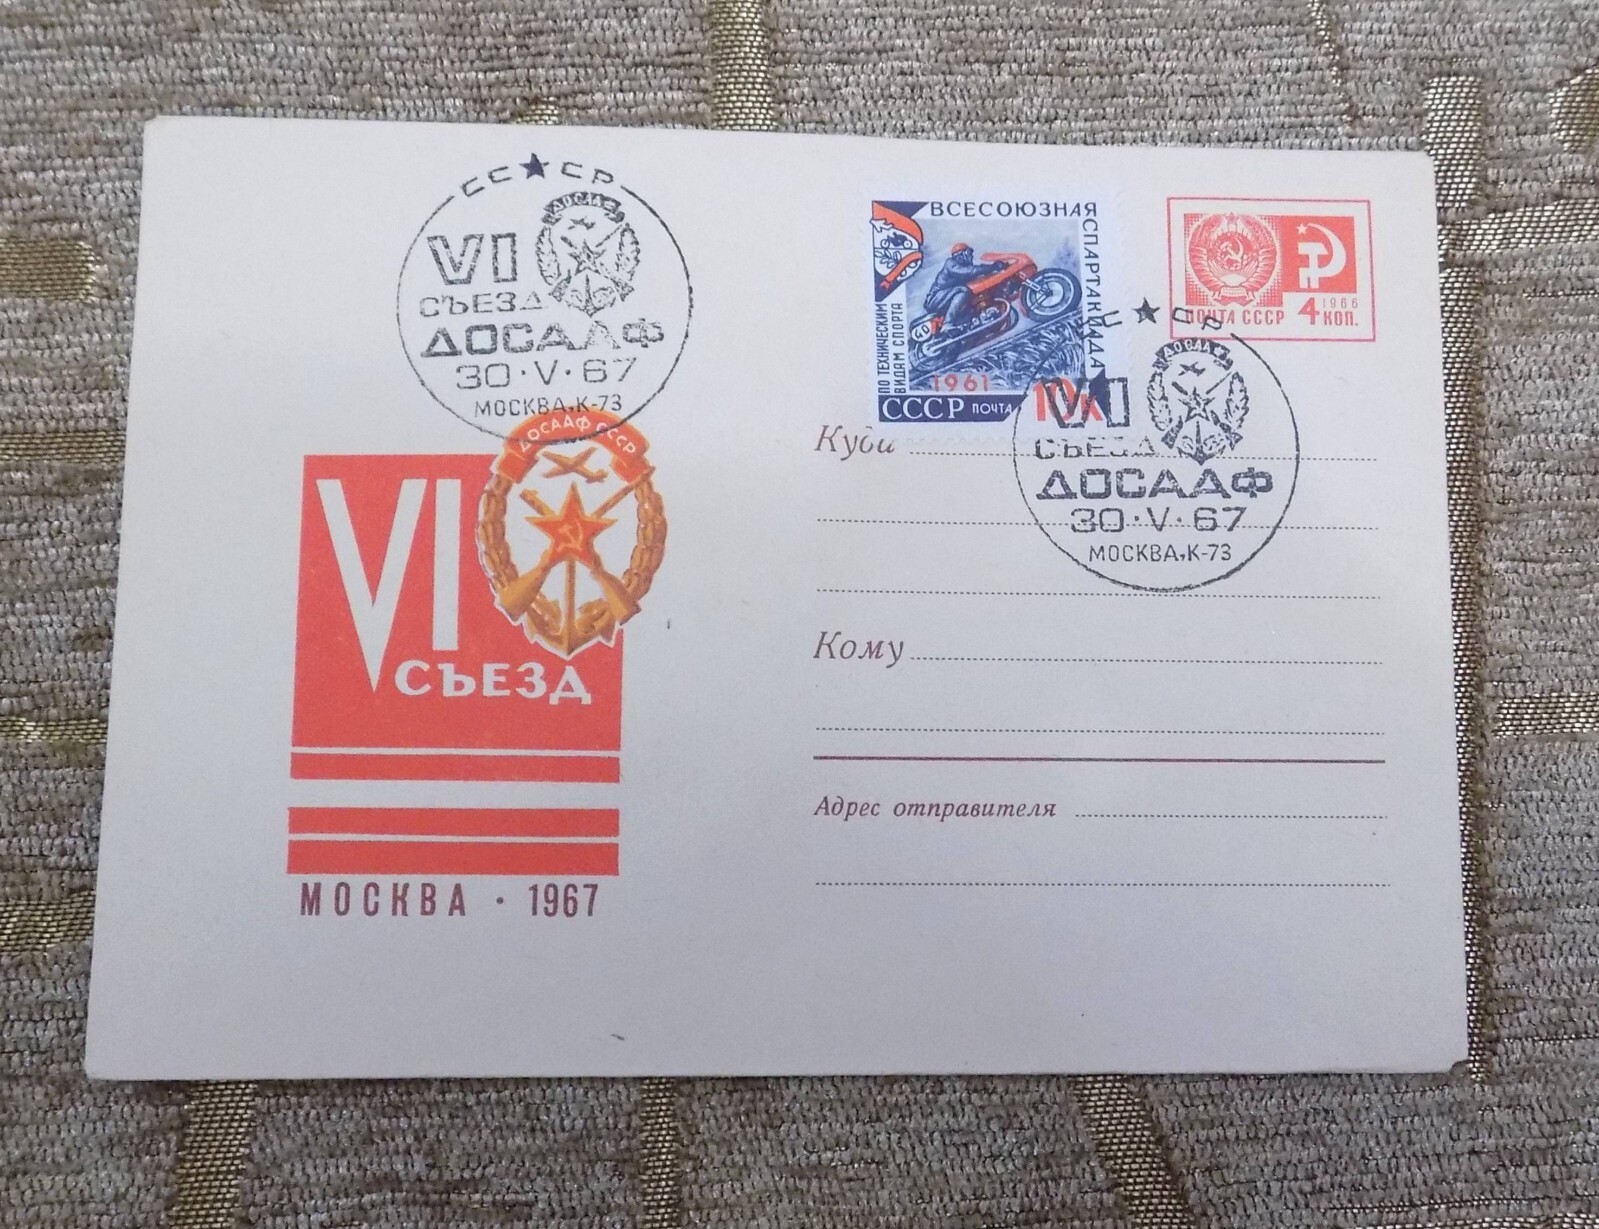 СССР
ДОСААФ
VI
СЪЕЗД
ДОСААФ
30·V·67
МОСКВА, К-73
ДОСААФ СССР
VI
СЪЕЗД
МОСКВА · 1967
ВСЕСОЮЗНАЯ
СПАРТАКИАДА
ПО ТЕХНИЧЕСКИМ
ВИДАМ СПОРТА
1961
СССР ПОЧТА 10К
1966
ПОЧТА СССР 4 КОП.
VI
СЪЕЗД
ДОСААФ
30·V·67
МОСКВА, К-73
Куда
Кому
Адрес отправителя